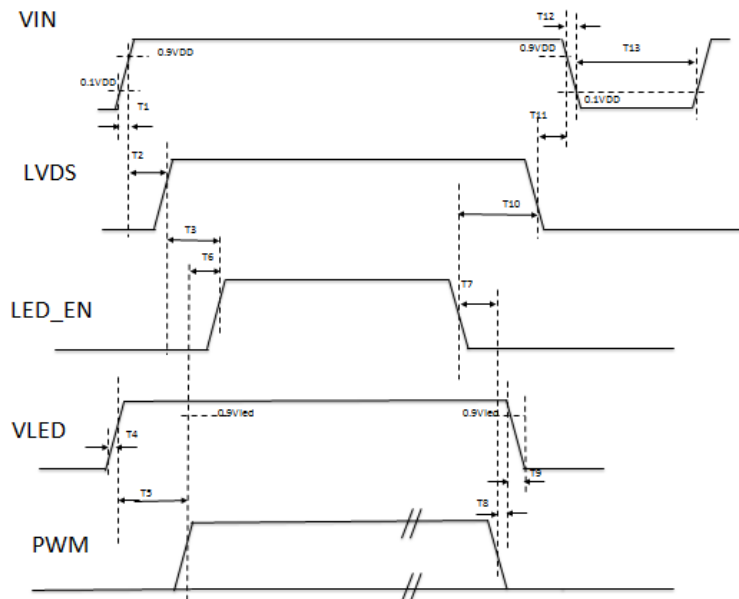 VIN
T12
0.9VDD
0.9VDD
T13
0.1VDD
0.1VDD
T1
T11
T2
LVDS
T10
T3
T6
T7
LED_EN
0.9Vled
0.9Vled
VLED
T4
T9
T5
T8
PWM